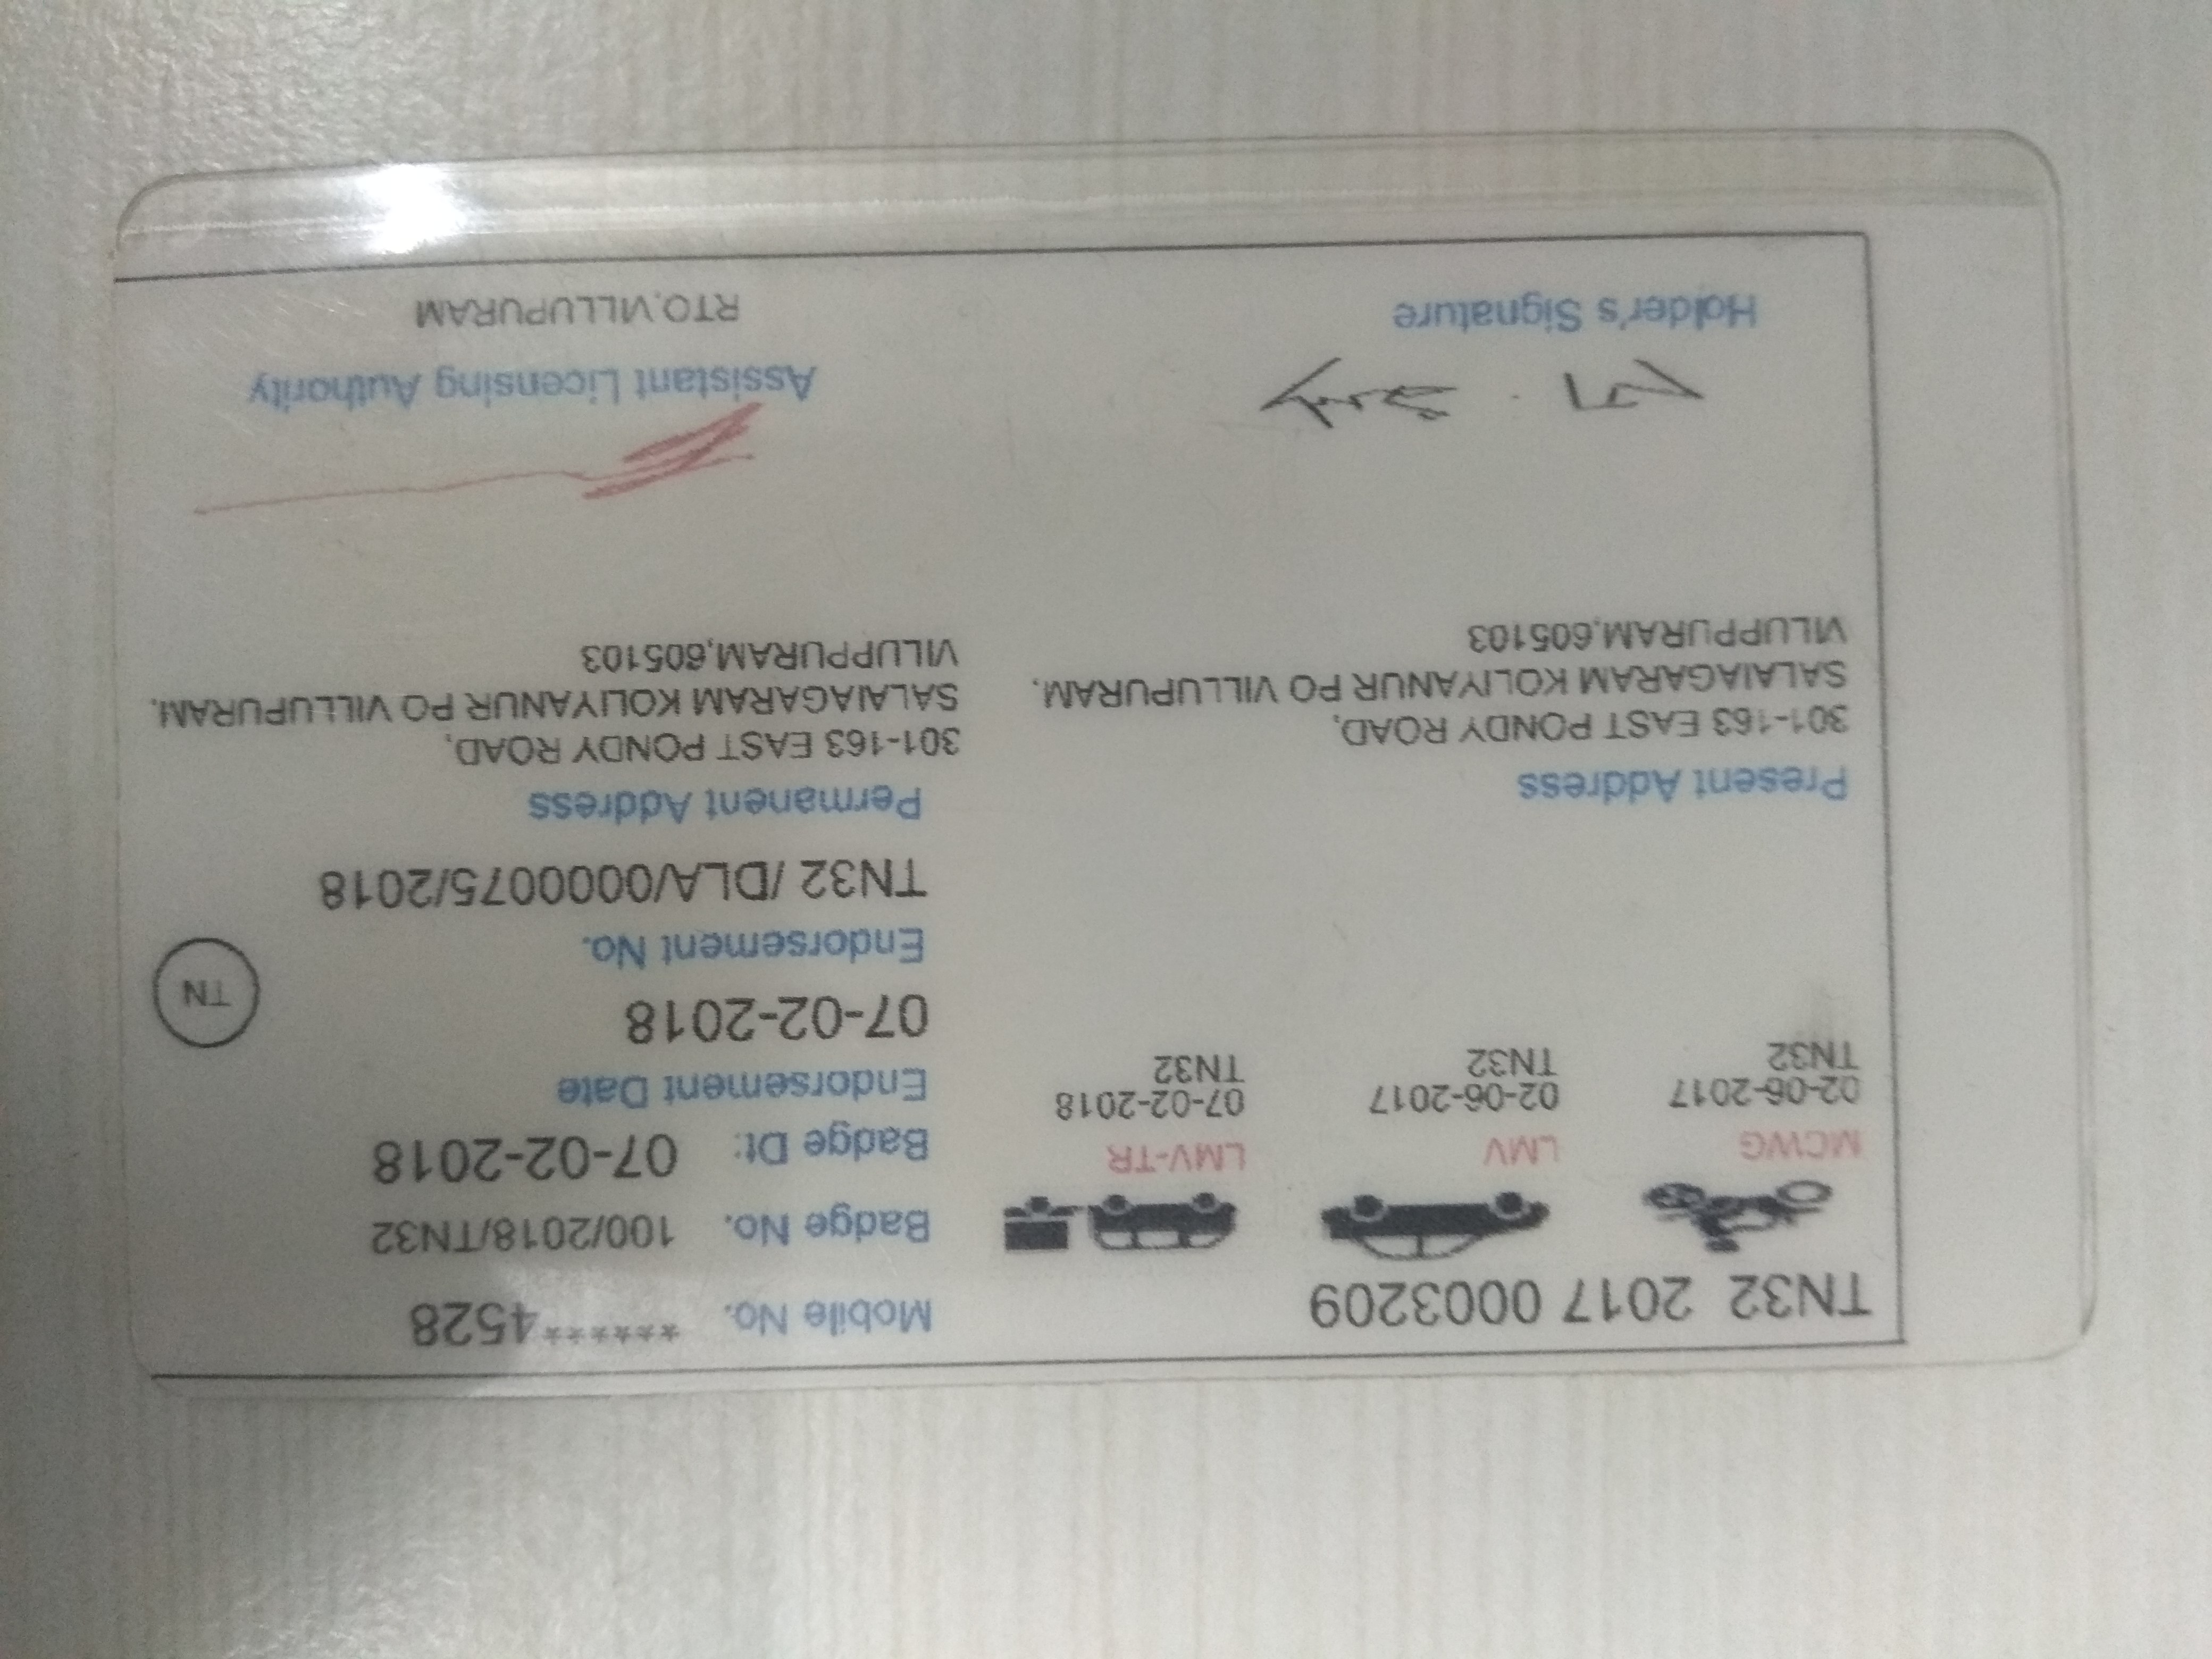 TN32 2017 0003209
MCWG
02-06-2017
TN32
LMV
02-06-2017
TN32
LMV-TR
07-02-2018
TN32
Present Address
301-163 EAST PONDY ROAD,
SALAIAGARAM KOLIYANUR PO VILLUPURAM,
VILUPPURAM,605103
Holder's Signature
Mobile No. ******4528
Badge No. 100/2018/TN32
Badge Dt: 07-02-2018
Endorsement Date
07-02-2018
TN
Endorsement No.
TN32 /DLA/0000075/2018
Permanent Address
301-163 EAST PONDY ROAD,
SALAIAGARAM KOLIYANUR PO VILLUPURAM,
VILUPPURAM,605103
Assistant Licensing Authority
RTO,VILLUPURAM